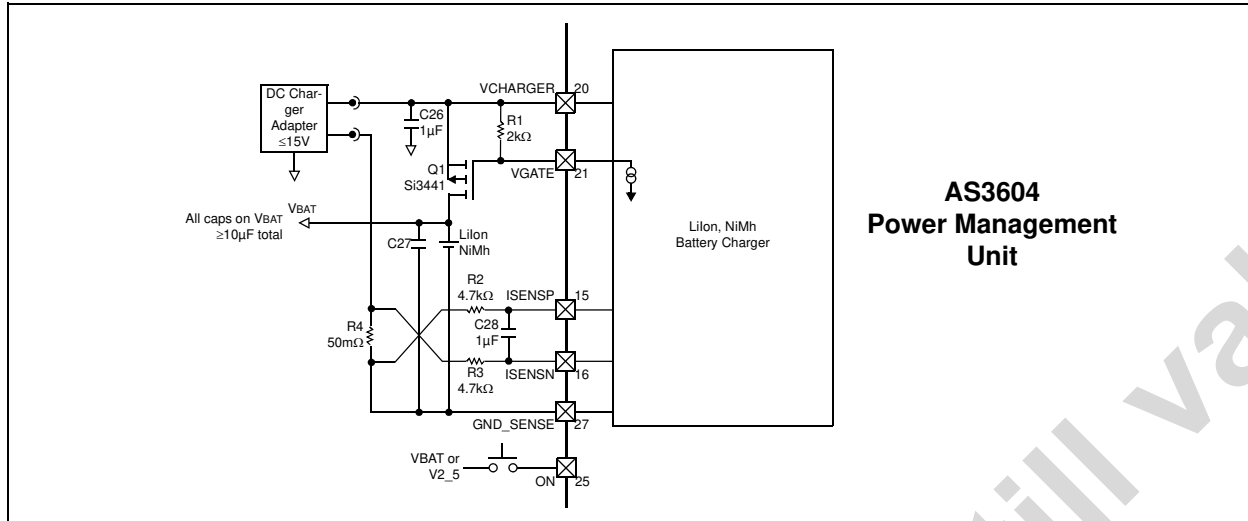 VCHARGER
20
DC Char-
ger
Adapter
≤15V
C26
1µF
R1
2kΩ
Q1
Si3441
VGATE
21
AS3604
Power Management
Unit
All caps on VBAT
≥10µF total
VBAT
C27
LiIon
NiMh
LiIon, NiMh
Battery Charger
R2
4.7kΩ
ISENSP
15
R4
50mΩ
C28
1µF
R3
4.7kΩ
ISENSN
16
GND_SENSE
27
VBAT or
V2_5
ON
25
ill va